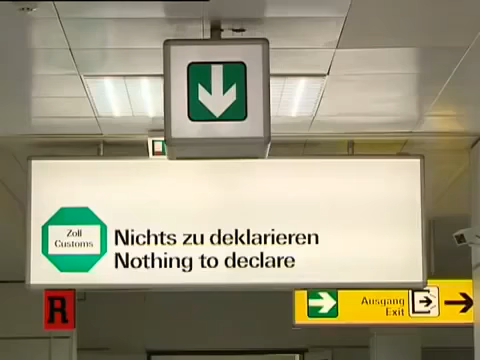 Zoll
Customs
Nichts zu deklarieren
Nothing to declare
R
Ausgang
Exit